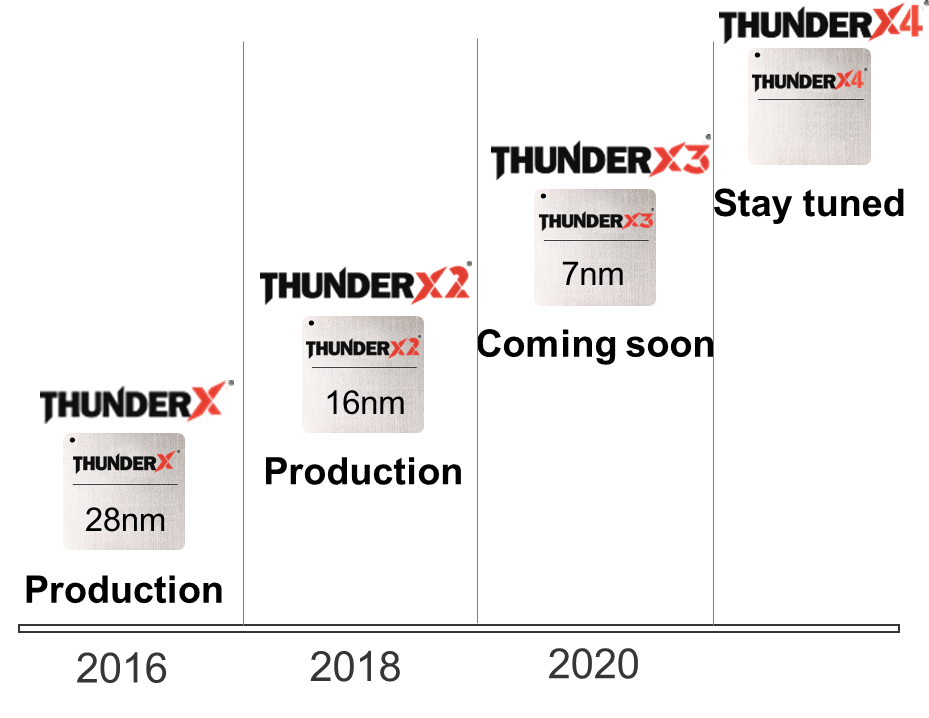 THUNDERX4
THUNDERX4
Stay tuned
THUNDERX3
THUNDERX3
7nm
Coming soon
THUNDERX2
THUNDERX2
16nm
Production
THUNDERX
THUNDERX
28nm
Production
2016
2018
2020